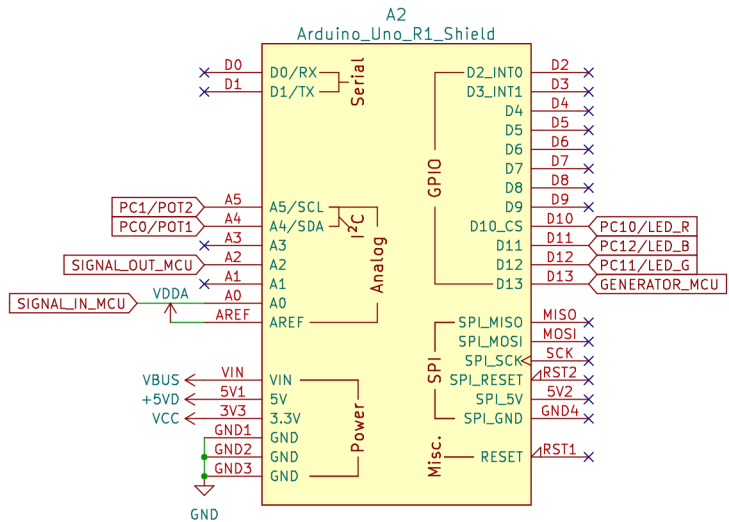 A2
Arduino_Uno_R1_Shield
D0 D0/RX
D1 D1/TX
Serial
D2_INT0 D2
D3_INT1 D3
D4 D4
D5 D5
D6 D6
D7 D7
D8 D8
D9 D9
GPIO
PC1/POT2 A5 A5/SCL
PC0/POT1 A4 A4/SDA
I²C
A3 A3
SIGNAL_OUT_MCU A2 A2
A1 A1
VDDA
SIGNAL_IN_MCU A0 A0
AREF AREF
Analog
D10_CS D10 PC10/LED_R
D11 D11 PC12/LED_B
D12 D12 PC11/LED_G
D13 D13 GENERATOR_MCU
SPI_MISO MISO
SPI_MOSI MOSI
SPI_SCK SCK
SPI_RESET RST2
SPI_5V 5V2
SPI_GND GND4
SPI
VBUS VIN VIN
+5VD 5V1 5V
VCC 3V3 3.3V
GND1 GND
GND2 GND
GND3 GND
Power
GND
Misc.
RESET RST1